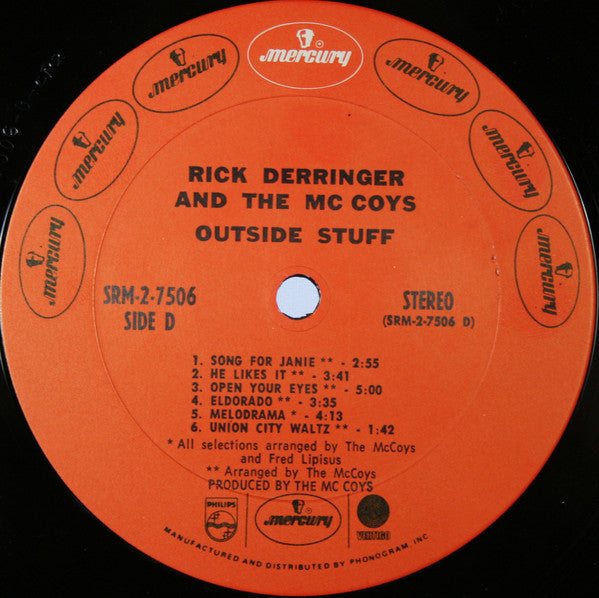 mercury
mercury
mercury
mercury
mercury
mercury
mercury
RICK DERRINGER
AND THE MC COYS
OUTSIDE STUFF
SRM-2-7506
SIDE D
STEREO
(SRM-2-7506 D)
1. SONG FOR JANIE ** - 2:55
2. HE LIKES IT ** - 3:41
3. OPEN YOUR EYES ** - 5:00
4. ELDORADO ** - 3:35
5. MELODRAMA * - 4:13
6. UNION CITY WALTZ ** - 1:42
* All selections arranged by The McCoys
and Fred Lipisus
** Arranged by The McCoys
PRODUCED BY THE MC COYS
PHILIPS
mercury
VERTIGO
MANUFACTURED AND DISTRIBUTED BY PHONOGRAM, INC.